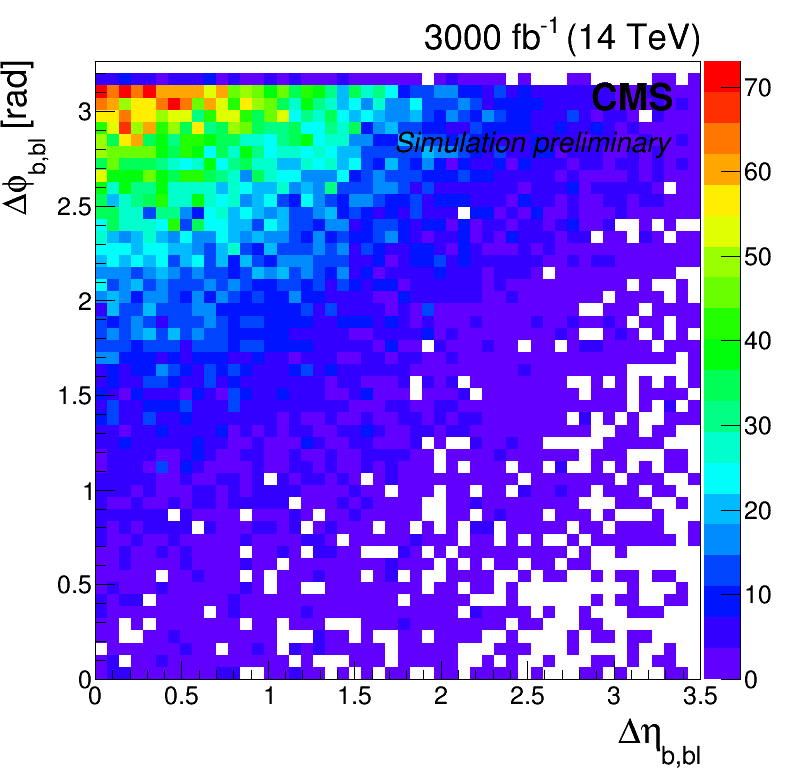 3000 fb⁻¹ (14 TeV)
CMS
Simulation preliminary
Δϕb,bl [rad]
3
2.5
2
1.5
1
0.5
0
0 0.5 1 1.5 2 2.5 3 3.5
Δηb,bl
70
60
50
40
30
20
10
0